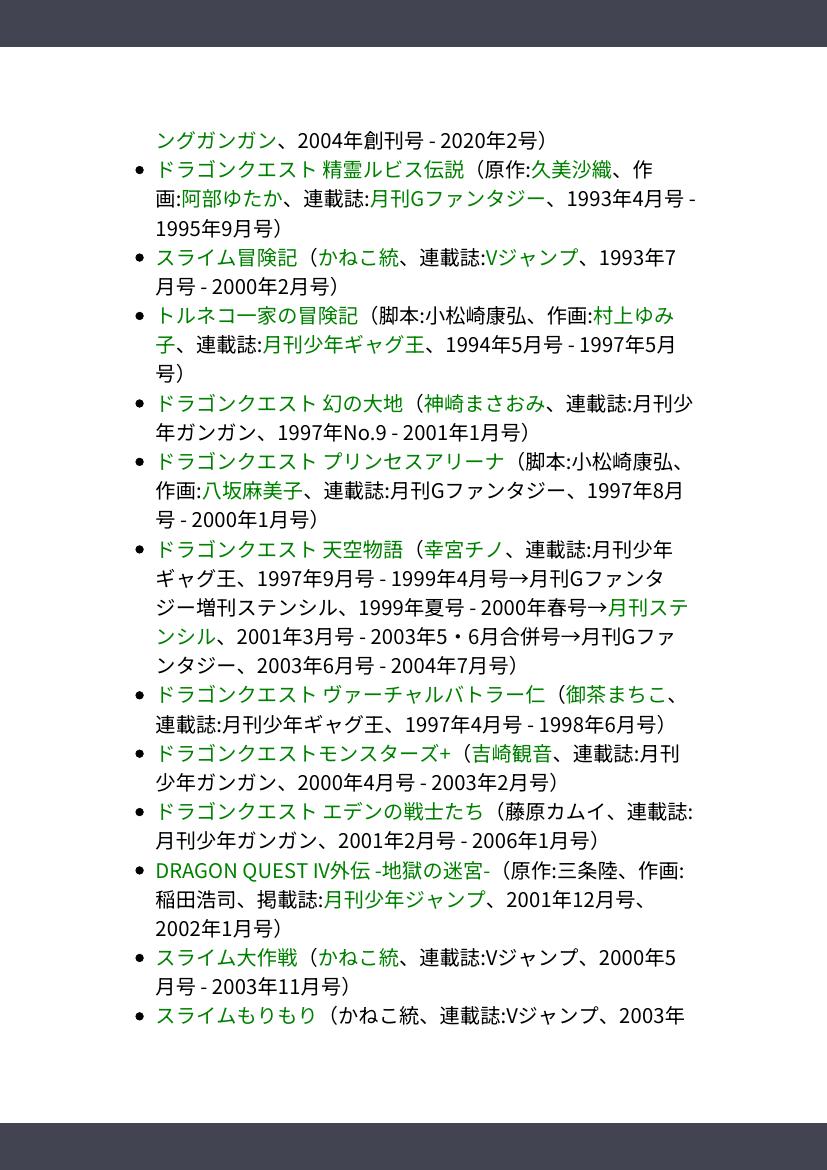 ングガンガン、2004年創刊号 - 2020年2号）
ドラゴンクエスト 精霊ルビス伝説（原作:久美沙織、作
画:阿部ゆたか、連載誌:月刊Gファンタジー、1993年4月号 -
1995年9月号）
スライム冒険記（かねこ統、連載誌:Vジャンプ、1993年7
月号 - 2000年2月号）
トルネコ一家の冒険記（脚本:小松崎康弘、作画:村上ゆみ
子、連載誌:月刊少年ギャグ王、1994年5月号 - 1997年5月
号）
ドラゴンクエスト 幻の大地（神崎まさおみ、連載誌:月刊少
年ガンガン、1997年No.9 - 2001年1月号）
ドラゴンクエスト プリンセスアリーナ（脚本:小松崎康弘、
作画:八坂麻美子、連載誌:月刊Gファンタジー、1997年8月
号 - 2000年1月号）
ドラゴンクエスト 天空物語（幸宮チノ、連載誌:月刊少年
ギャグ王、1997年9月号 - 1999年4月号→月刊Gファンタ
ジー増刊ステンシル、1999年夏号 - 2000年春号→月刊ステ
ンシル、2001年3月号 - 2003年5・6月合併号→月刊Gファ
ンタジー、2003年6月号 - 2004年7月号）
ドラゴンクエスト ヴァーチャルバトラー仁（御茶まちこ、
連載誌:月刊少年ギャグ王、1997年4月号 - 1998年6月号）
ドラゴンクエストモンスターズ+（吉崎観音、連載誌:月刊
少年ガンガン、2000年4月号 - 2003年2月号）
ドラゴンクエスト エデンの戦士たち（藤原カムイ、連載誌:
月刊少年ガンガン、2001年2月号 - 2006年1月号）
DRAGON QUEST IV外伝 -地獄の迷宮-（原作:三条陸、作画:
稲田浩司、掲載誌:月刊少年ジャンプ、2001年12月号、
2002年1月号）
スライム大作戦（かねこ統、連載誌:Vジャンプ、2000年5
月号 - 2003年11月号）
スライムもりもり（かねこ統、連載誌:Vジャンプ、2003年